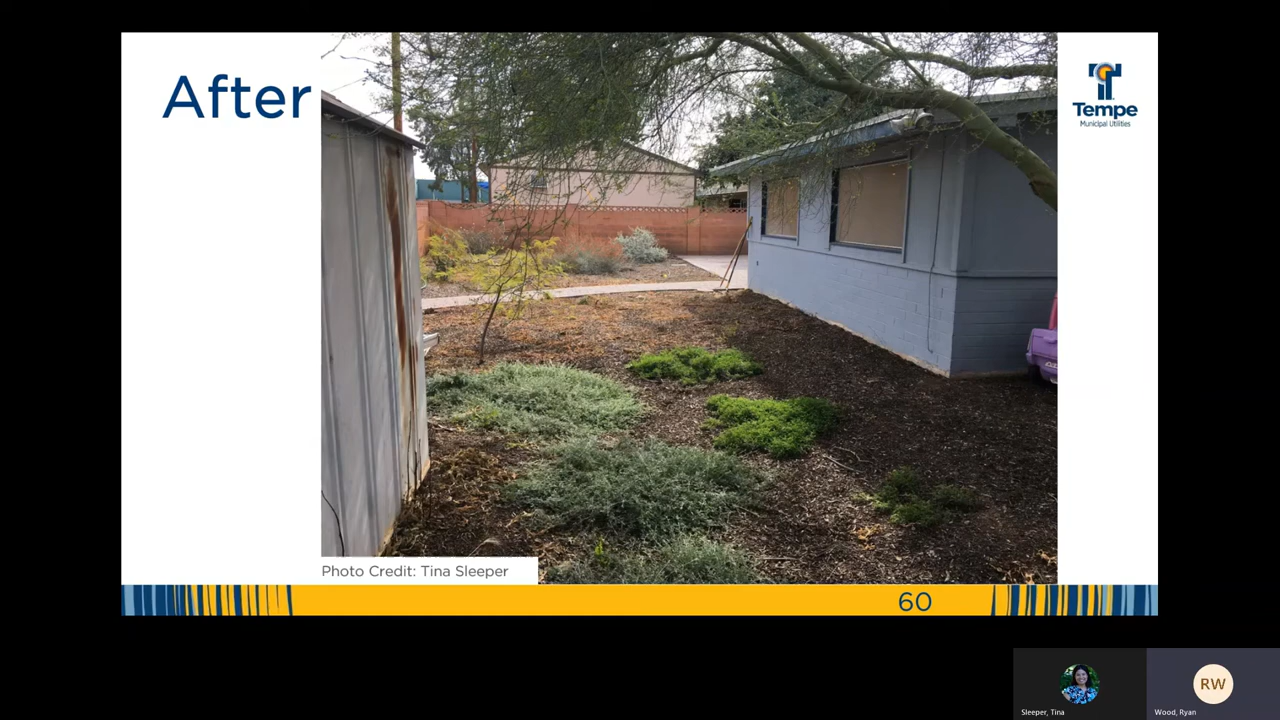 After
Tempe
Municipal Utilities
Photo Credit: Tina Sleeper
60
RW
Sleeper, Tina
Wood, Ryan